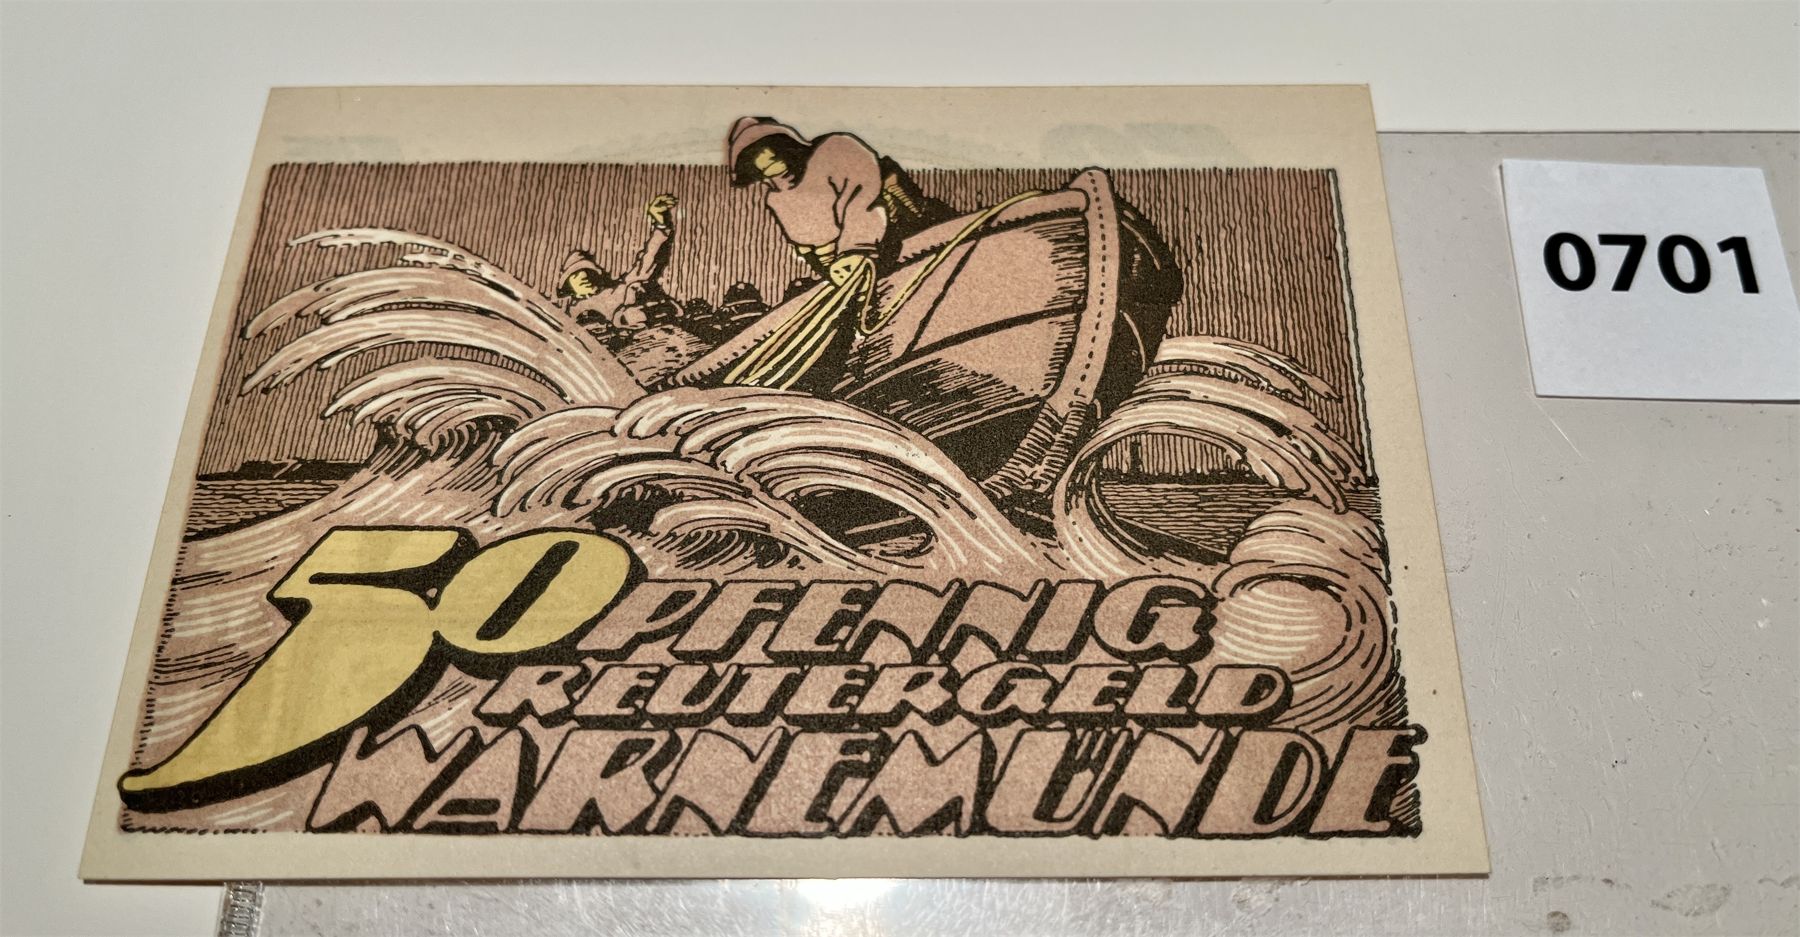 0701
50 PFENNIG
REUTERGELD
WARNEMÜNDE